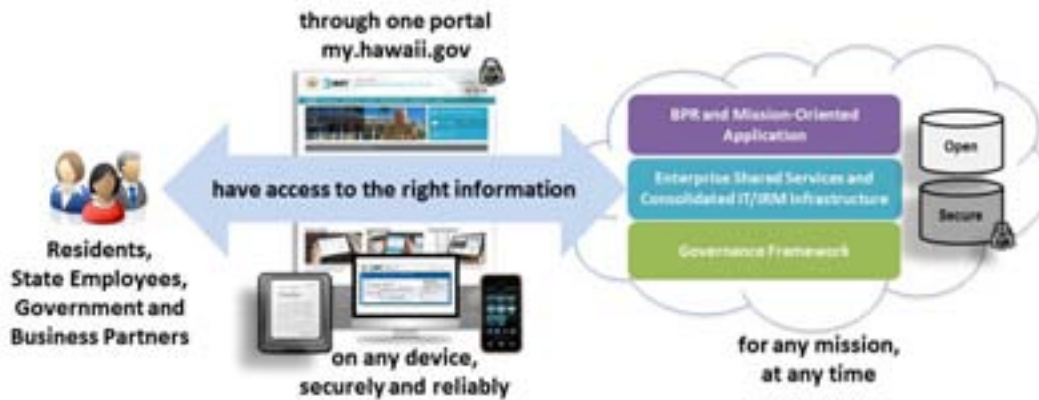 through one portal
my.hawaii.gov
Residents,
State Employees,
Government and
Business Partners
have access to the right information
on any device,
securely and reliably
BPR and Mission-Oriented
Application
Enterprise Shared Services and
Consolidated IT/IRM Infrastructure
Governance Framework
Open
Secure
for any mission,
at any time